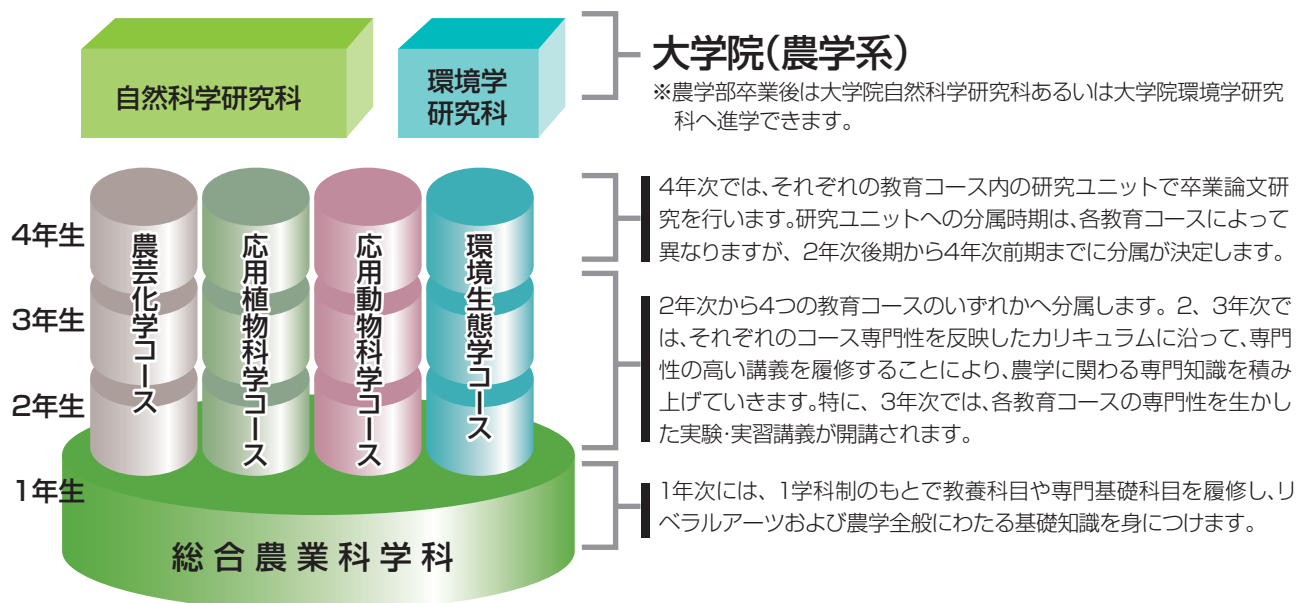 自然科学研究科
環境学
研究科
大学院(農学系)
※農学部卒業後は大学院自然科学研究科あるいは大学院環境学研究
科へ進学できます。
4年生
3年生
2年生
1年生
農芸化学コース
応用植物科学コース
応用動物科学コース
環境生態学コース
総合農業科学科
4年次では、それぞれの教育コース内の研究ユニットで卒業論文研
究を行います。研究ユニットへの分属時期は、各教育コースによって
異なりますが、2年次後期から4年次前期までに分属が決定します。
2年次から4つの教育コースのいずれかへ分属します。2、3年次で
は、それぞれのコース専門性を反映したカリキュラムに沿って、専門
性の高い講義を履修することにより、農学に関わる専門知識を積み
上げていきます。特に、3年次では、各教育コースの専門性を生かし
た実験・実習講義が開講されます。
1年次には、1学科制のもとで教養科目や専門基礎科目を履修し、リ
ベラルアーツおよび農学全般にわたる基礎知識を身につけます。